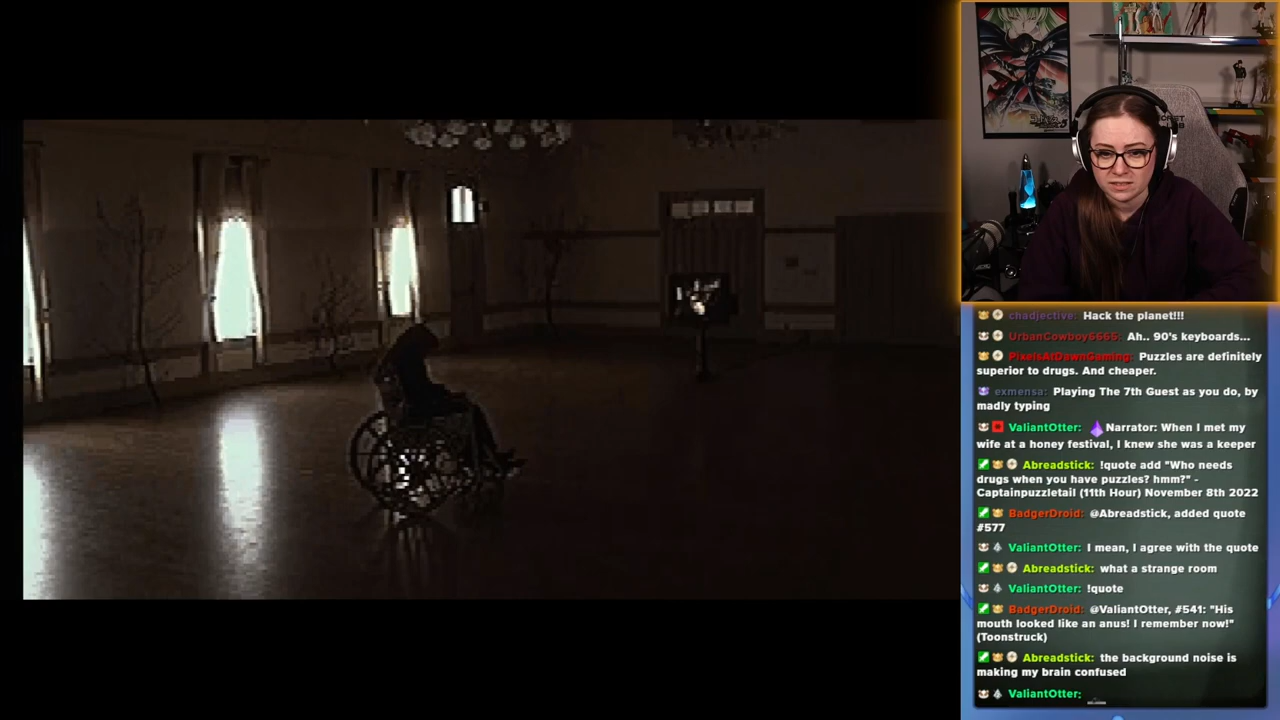 chadjective: Hack the planet!!!
UrbanCowboy6665: Ah.. 90's keyboards...
PixelsAtDawnGaming: Puzzles are definitely
superior to drugs. And cheaper.
exmensa: Playing The 7th Guest as you do, by
madly typing
ValiantOtter: Narrator: When I met my
wife at a honey festival, I knew she was a keeper
Abreadstick: !quote add "Who needs
drugs when you have puzzles? hmm?" -
Captainpuzzletail (11th Hour) November 8th 2022
BadgerDroid: @Abreadstick, added quote
#577
ValiantOtter: I mean, I agree with the quote
Abreadstick: what a strange room
ValiantOtter: !quote
BadgerDroid: @ValiantOtter, #541: "His
mouth looked like an anus! I remember now!"
(Toonstruck)
Abreadstick: the background noise is
making my brain confused
ValiantOtter: